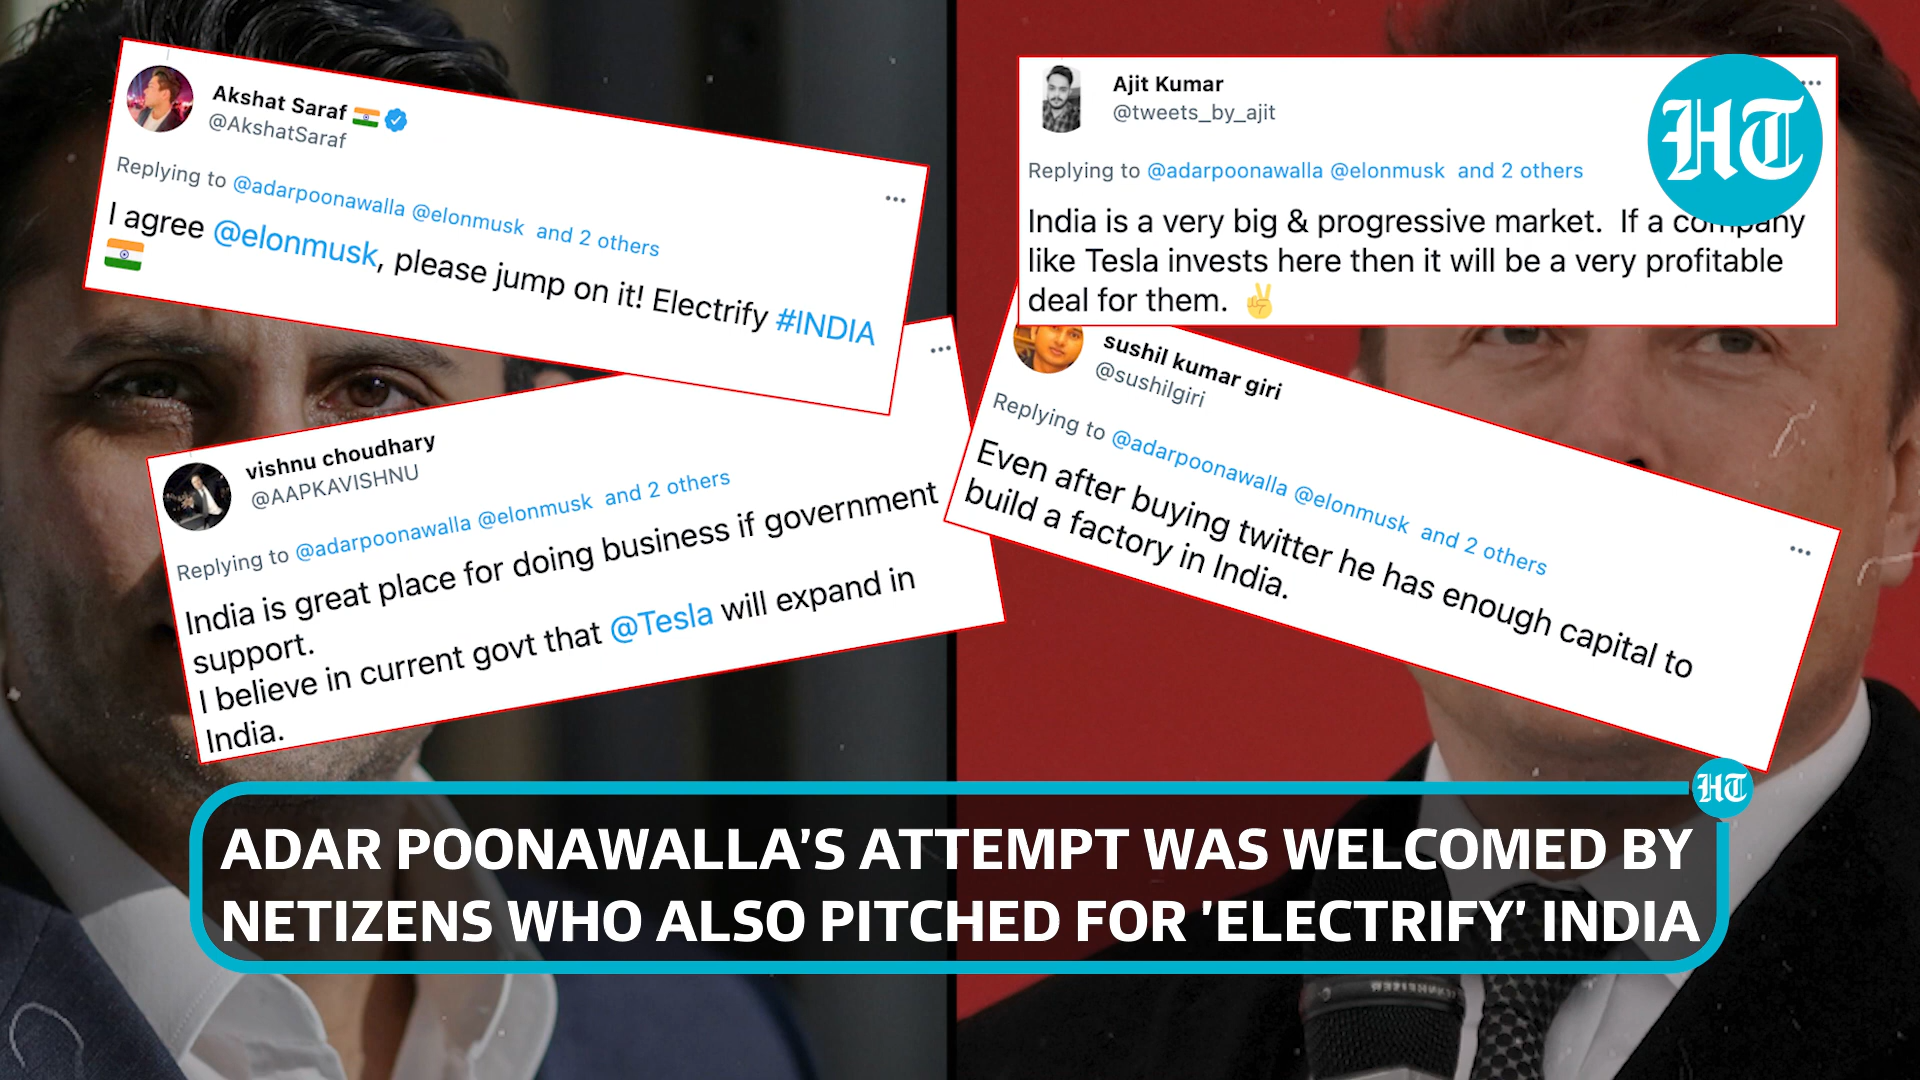 Akshat Saraf
@AkshatSaraf
Replying to @adarpoonawalla @elonmusk and 2 others
I agree @elonmusk, please jump on it! Electrify #INDIA
vishnu choudhary
@AAPKAVISHNU
Replying to @adarpoonawalla @elonmusk and 2 others
India is great place for doing business if government
support.
I believe in current govt that @Tesla will expand in
India.
Ajit Kumar
@tweets_by_ajit
Replying to @adarpoonawalla @elonmusk and 2 others
India is a very big & progressive market. If a company
like Tesla invests here then it will be a very profitable
deal for them.
HT
sushil kumar giri
@sushilgiri
Replying to @adarpoonawalla @elonmusk and 2 others
Even after buying twitter he has enough capital to
build a factory in India.
HT
ADAR POONAWALLA'S ATTEMPT WAS WELCOMED BY
NETIZENS WHO ALSO PITCHED FOR 'ELECTRIFY' INDIA